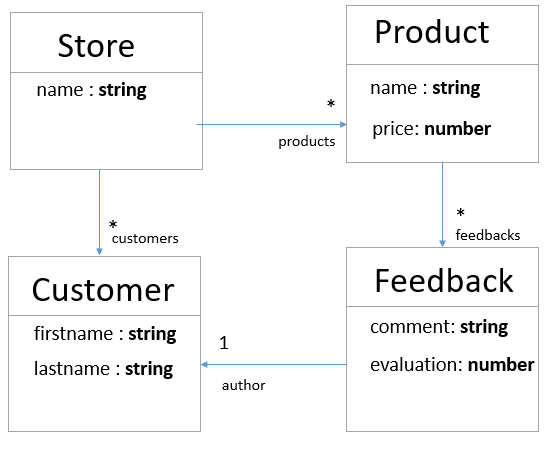 Store
name : string
Product
name : string
price: number
*
products
*
customers
*
feedbacks
Customer
firstname : string
lastname : string
Feedback
comment: string
evaluation: number
1
author